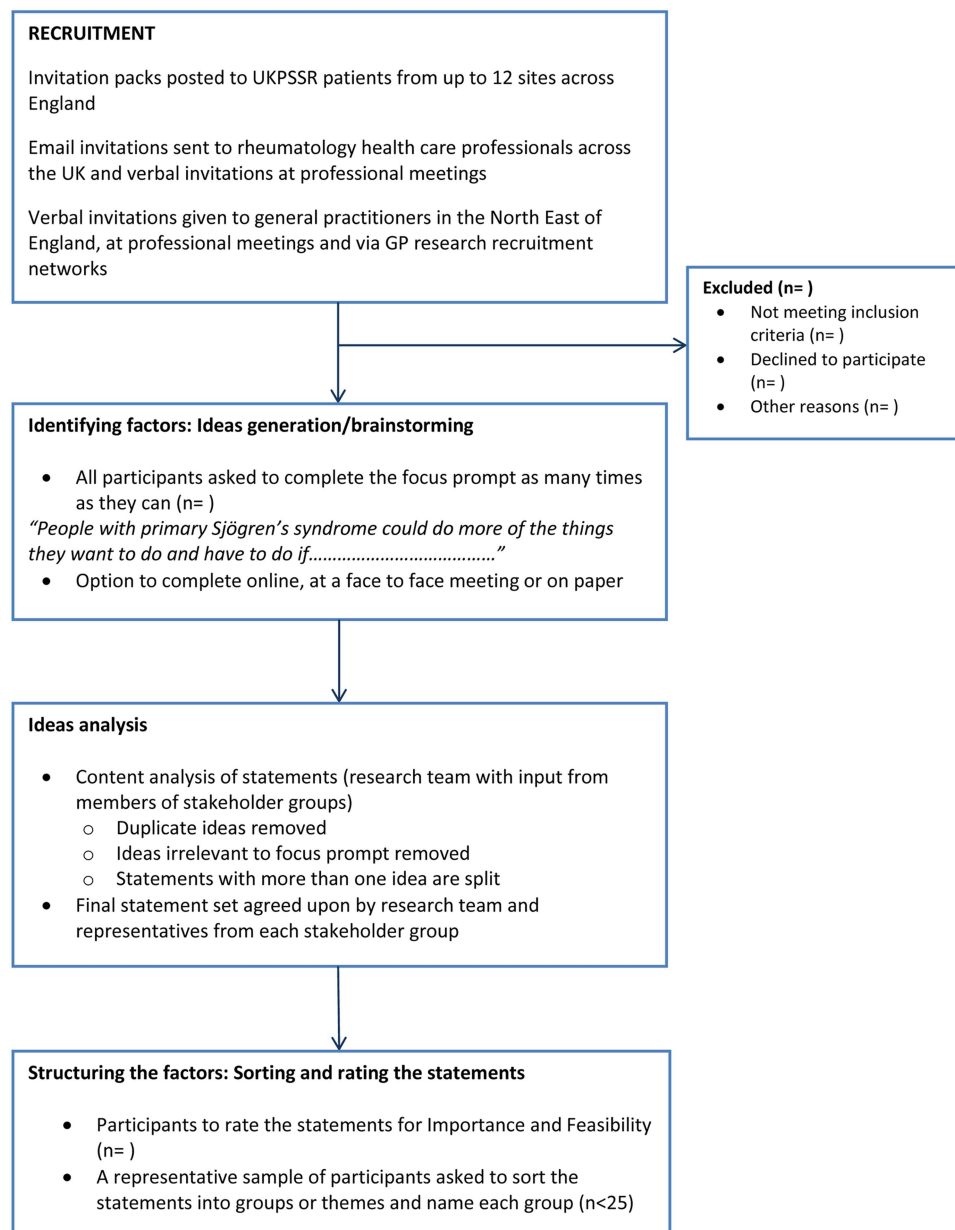 RECRUITMENT
Invitation packs posted to UKPSSR patients from up to 12 sites across
England
Email invitations sent to rheumatology health care professionals across
the UK and verbal invitations at professional meetings
Verbal invitations given to general practitioners in the North East of
England, at professional meetings and via GP research recruitment
networks
Excluded (n= )
• Not meeting inclusion
criteria (n= )
• Declined to participate
(n= )
• Other reasons (n= )
Identifying factors: Ideas generation/brainstorming
• All participants asked to complete the focus prompt as many times
as they can (n= )
“People with primary Sjögren’s syndrome could do more of the things
they want to do and have to do if…………………………………”
• Option to complete online, at a face to face meeting or on paper
Ideas analysis
• Content analysis of statements (research team with input from
members of stakeholder groups)
o Duplicate ideas removed
o Ideas irrelevant to focus prompt removed
o Statements with more than one idea are split
• Final statement set agreed upon by research team and
representatives from each stakeholder group
Structuring the factors: Sorting and rating the statements
• Participants to rate the statements for Importance and Feasibility
(n= )
• A representative sample of participants asked to sort the
statements into groups or themes and name each group (n<25)